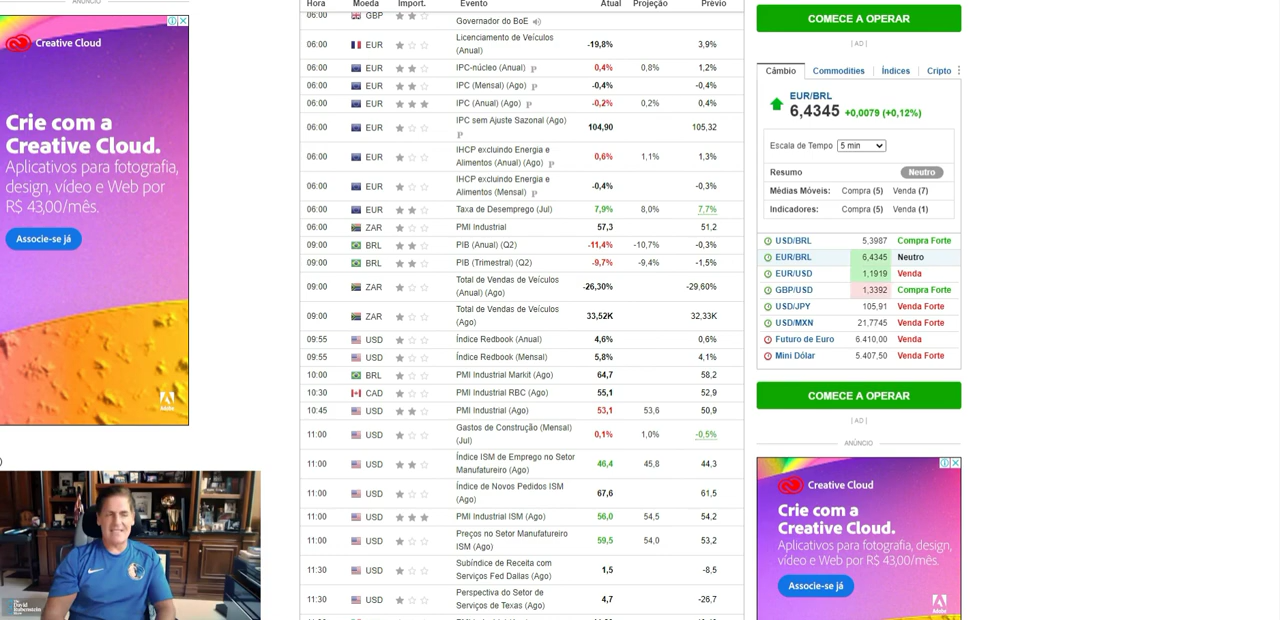 ANÚNCIO
Creative Cloud
Crie com a
Creative Cloud.
Aplicativos para fotografia,
design, vídeo e Web por
R$ 43,00/mês.
Associe-se já
Adobe
The
David
Rubenstein
Show
Hora Moeda Import. Evento Atual Projeção Prévio
06:00 GBP Governador do BoE
06:00 EUR Licenciamento de Veículos (Anual) -19,8% 3,9%
06:00 EUR IPC-núcleo (Anual) P 0,4% 0,8% 1,2%
06:00 EUR IPC (Mensal) (Ago) P -0,4% -0,4%
06:00 EUR IPC (Anual) (Ago) P -0,2% 0,2% 0,4%
06:00 EUR IPC sem Ajuste Sazonal (Ago) P 104,90 105,32
06:00 EUR IHCP excluindo Energia e Alimentos (Anual) (Ago) P 0,6% 1,1% 1,3%
06:00 EUR IHCP excluindo Energia e Alimentos (Mensal) P -0,4% -0,3%
06:00 EUR Taxa de Desemprego (Jul) 7,9% 8,0% 7,7%
06:00 ZAR PMI Industrial 57,3 51,2
09:00 BRL PIB (Anual) (Q2) -11,4% -10,7% -0,3%
09:00 BRL PIB (Trimestral) (Q2) -9,7% -9,4% -1,5%
09:00 ZAR Total de Vendas de Veículos (Anual) (Ago) -26,30% -29,60%
09:00 ZAR Total de Vendas de Veículos (Ago) 33,52K 32,33K
09:55 USD Índice Redbook (Anual) 4,6% 0,6%
09:55 USD Índice Redbook (Mensal) 5,8% 4,1%
10:00 BRL PMI Industrial Markit (Ago) 64,7 58,2
10:30 CAD PMI Industrial RBC (Ago) 55,1 52,9
10:45 USD PMI Industrial (Ago) 53,1 53,6 50,9
11:00 USD Gastos de Construção (Mensal) (Jul) 0,1% 1,0% -0,5%
11:00 USD Índice ISM de Emprego no Setor Manufatureiro (Ago) 46,4 45,8 44,3
11:00 USD Índice de Novos Pedidos ISM (Ago) 67,6 61,5
11:00 USD PMI Industrial ISM (Ago) 56,0 54,5 54,2
11:00 USD Preços no Setor Manufatureiro ISM (Ago) 59,5 54,0 53,2
11:30 USD Subíndice de Receita com Serviços Fed Dallas (Ago) 1,5 -8,5
11:30 USD Perspectiva do Setor de Serviços de Texas (Ago) 4,7 -26,7
COMECE A OPERAR
| AD |
Câmbio Commodities Índices Cripto
EUR/BRL
6,4345 +0,0079 (+0,12%)
Escala de Tempo 5 min
Resumo Neutro
Médias Móveis: Compra (5) Venda (7)
Indicadores: Compra (5) Venda (1)
USD/BRL 5,3987 Compra Forte
EUR/BRL 6,4345 Neutro
EUR/USD 1,1919 Venda
GBP/USD 1,3392 Compra Forte
USD/JPY 105,91 Venda Forte
USD/MXN 21,7745 Venda Forte
Futuro de Euro 6.410,00 Venda
Mini Dólar 5.407,50 Venda Forte
COMECE A OPERAR
| AD |
ANÚNCIO
Creative Cloud
Crie com a
Creative Cloud.
Aplicativos para fotografia, design,
vídeo e Web por R$ 43,00/mês.
Associe-se já
Adobe